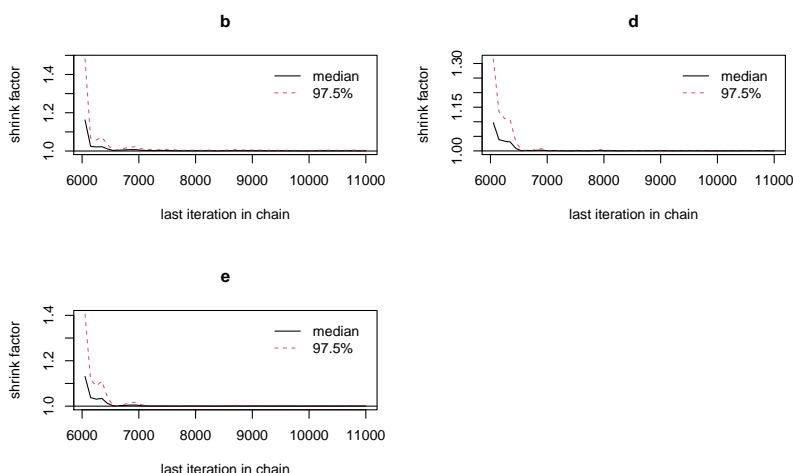 b
shrink factor
1.0 1.2 1.4
median
97.5%
6000 7000 8000 9000 10000 11000
last iteration in chain
d
shrink factor
1.00 1.15 1.30
median
97.5%
6000 7000 8000 9000 10000 11000
last iteration in chain
e
shrink factor
1.0 1.2 1.4
median
97.5%
6000 7000 8000 9000 10000 11000
last iteration in chain